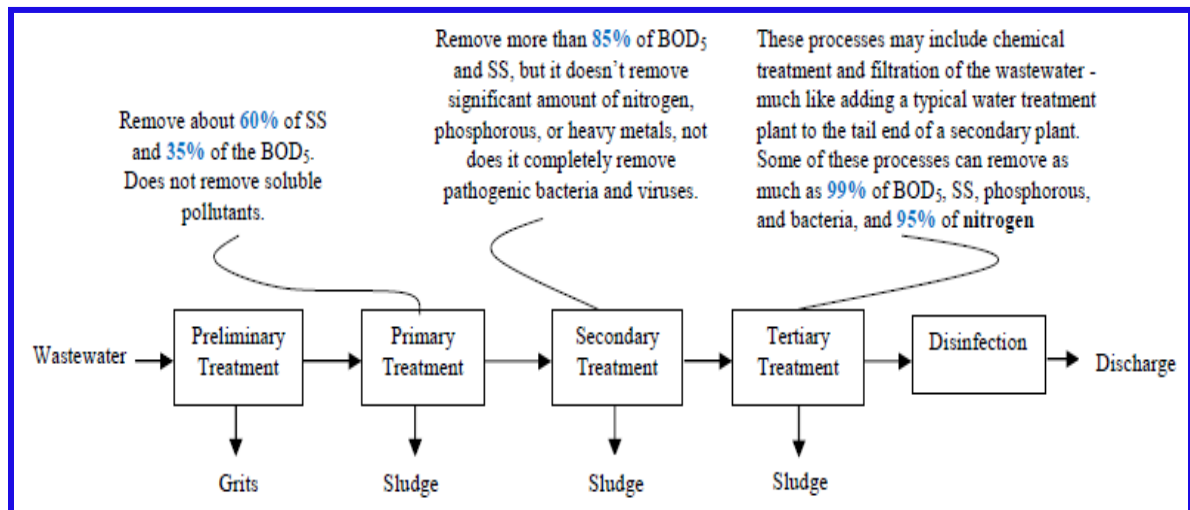 Remove about 60% of SS
and 35% of the BOD₅.
Does not remove soluble
pollutants.
Remove more than 85% of BOD₅
and SS, but it doesn’t remove
significant amount of nitrogen,
phosphorous, or heavy metals, not
does it completely remove
pathogenic bacteria and viruses.
These processes may include chemical
treatment and filtration of the wastewater -
much like adding a typical water treatment
plant to the tail end of a secondary plant.
Some of these processes can remove as
much as 99% of BOD₅, SS, phosphorous,
and bacteria, and 95% of nitrogen
Wastewater
Preliminary
Treatment
Primary
Treatment
Secondary
Treatment
Tertiary
Treatment
Disinfection
Discharge
Grits
Sludge
Sludge
Sludge